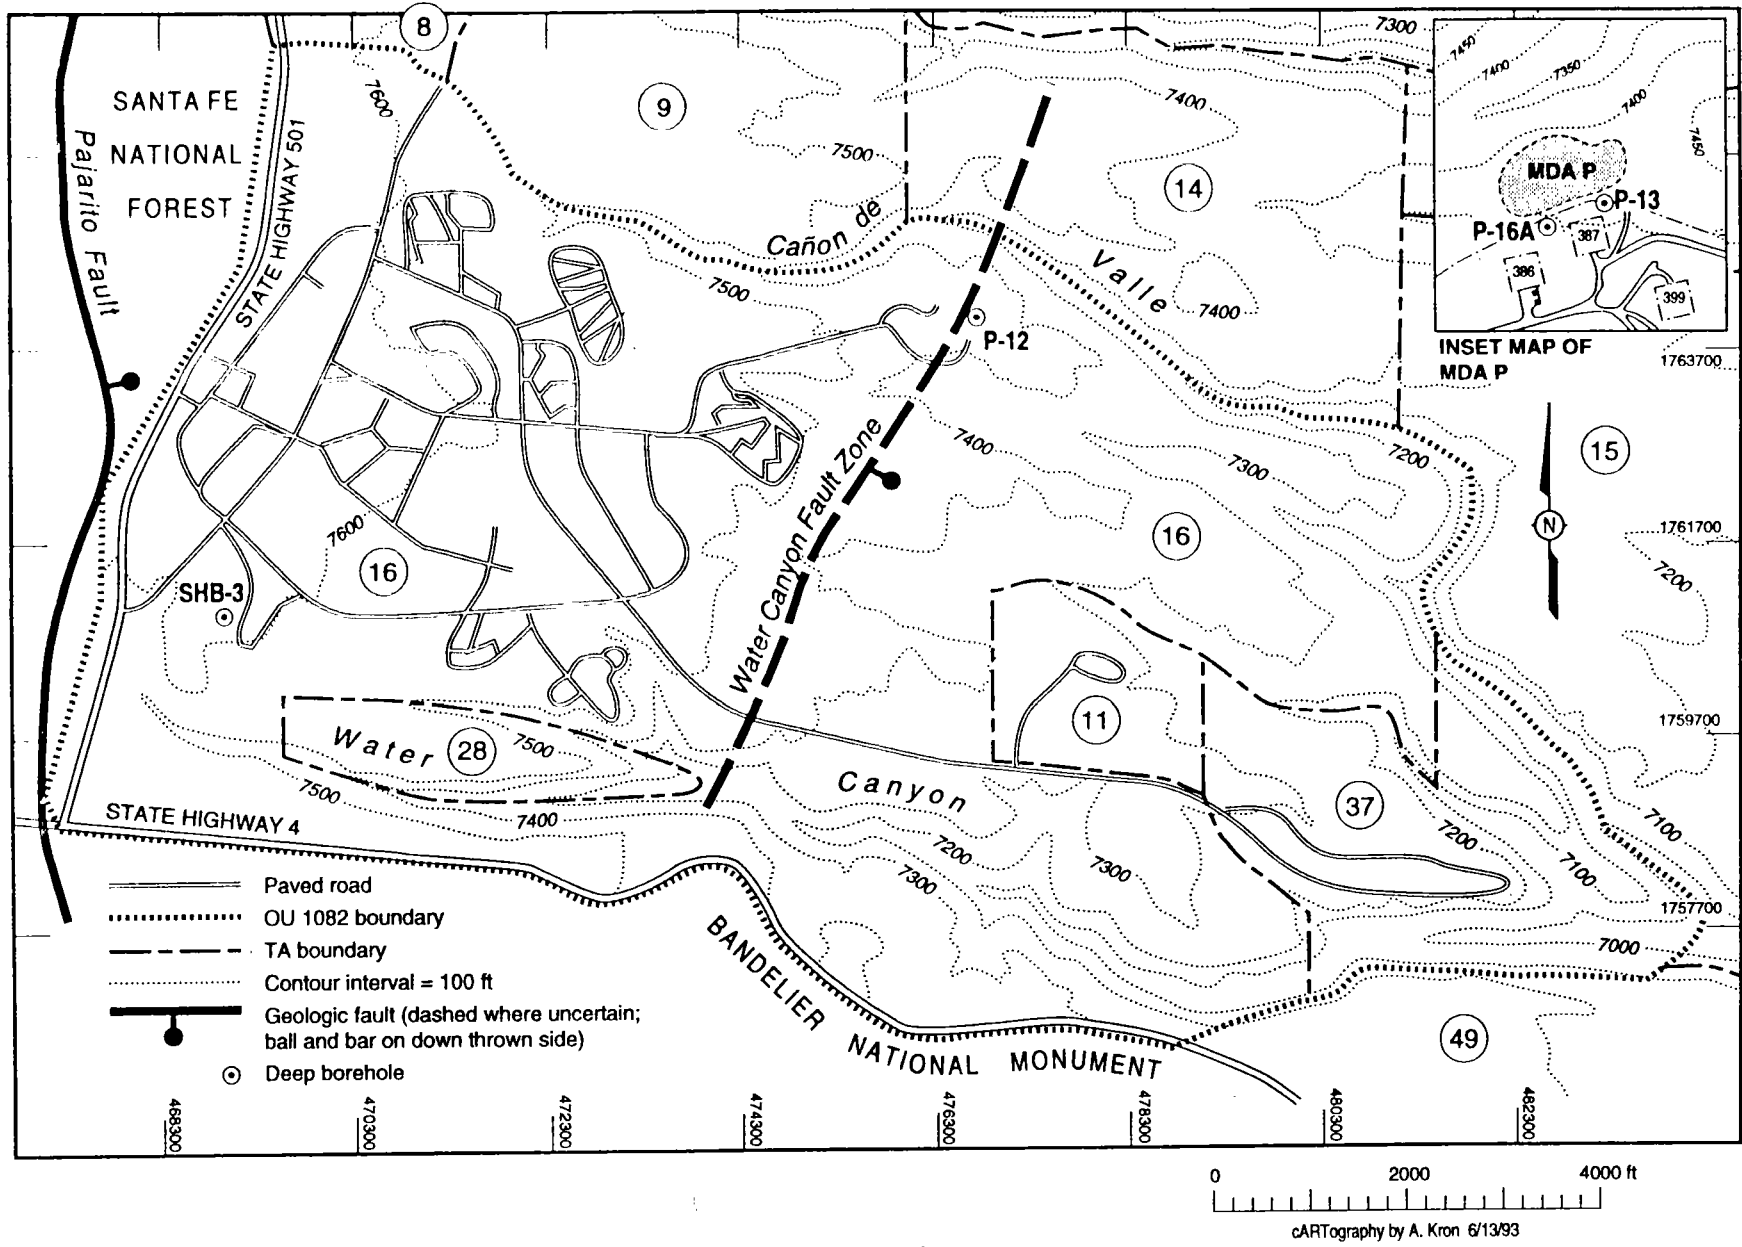 8
7300
7600
9
7400
7500
14
SANTA FE
NATIONAL
FOREST
Pajarito Fault
STATE HIGHWAY 501
Cañon de
Valle
7500
7400
7450
7400
7350
7400
7450
MDA P
P-13
P-16A
387
386
399
INSET MAP OF
MDA P
P-12
1763700
7400
7300
7200
15
Water Canyon Fault Zone
N
1761700
7600
16
16
7200
SHB-3
11
1759700
Water
28
7500
Canyon
7500
7400
37
STATE HIGHWAY 4
7200
7300
7300
7200
7100
7100
1757700
7000
Paved road
OU 1082 boundary
TA boundary
Contour interval = 100 ft
Geologic fault (dashed where uncertain;
ball and bar on down thrown side)
Deep borehole
BANDELIER NATIONAL MONUMENT
49
468300
470300
472300
474300
476300
478300
480300
482300
0 2000 4000 ft
cARTography by A. Kron 6/13/93